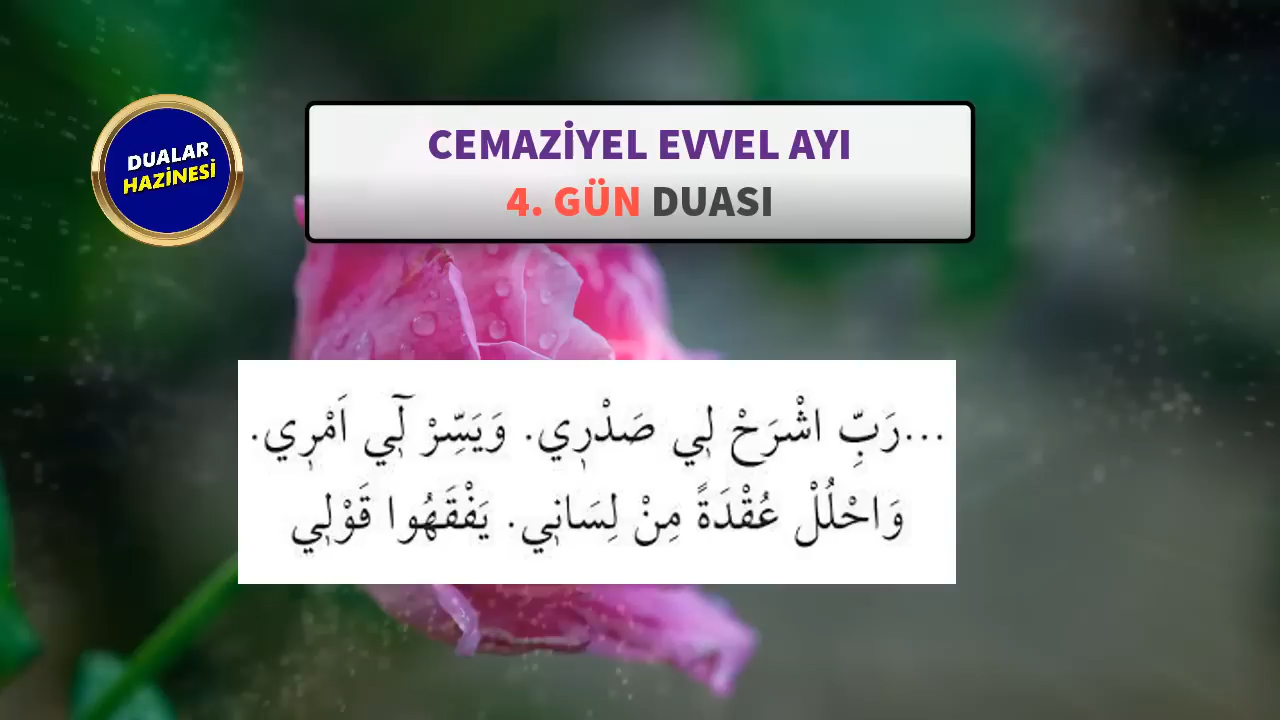 DUALAR
HAZİNESİ
CEMAZİYEL EVVEL AYI
4. GÜN DUASI
...رَبِّ اشْرَحْ لٖي صَدْرٖي. وَيَسِّرْ لٖٓي اَمْرٖي.
وَاحْلُلْ عُقْدَةً مِنْ لِسَانٖي. يَفْقَهُوا قَوْلٖي